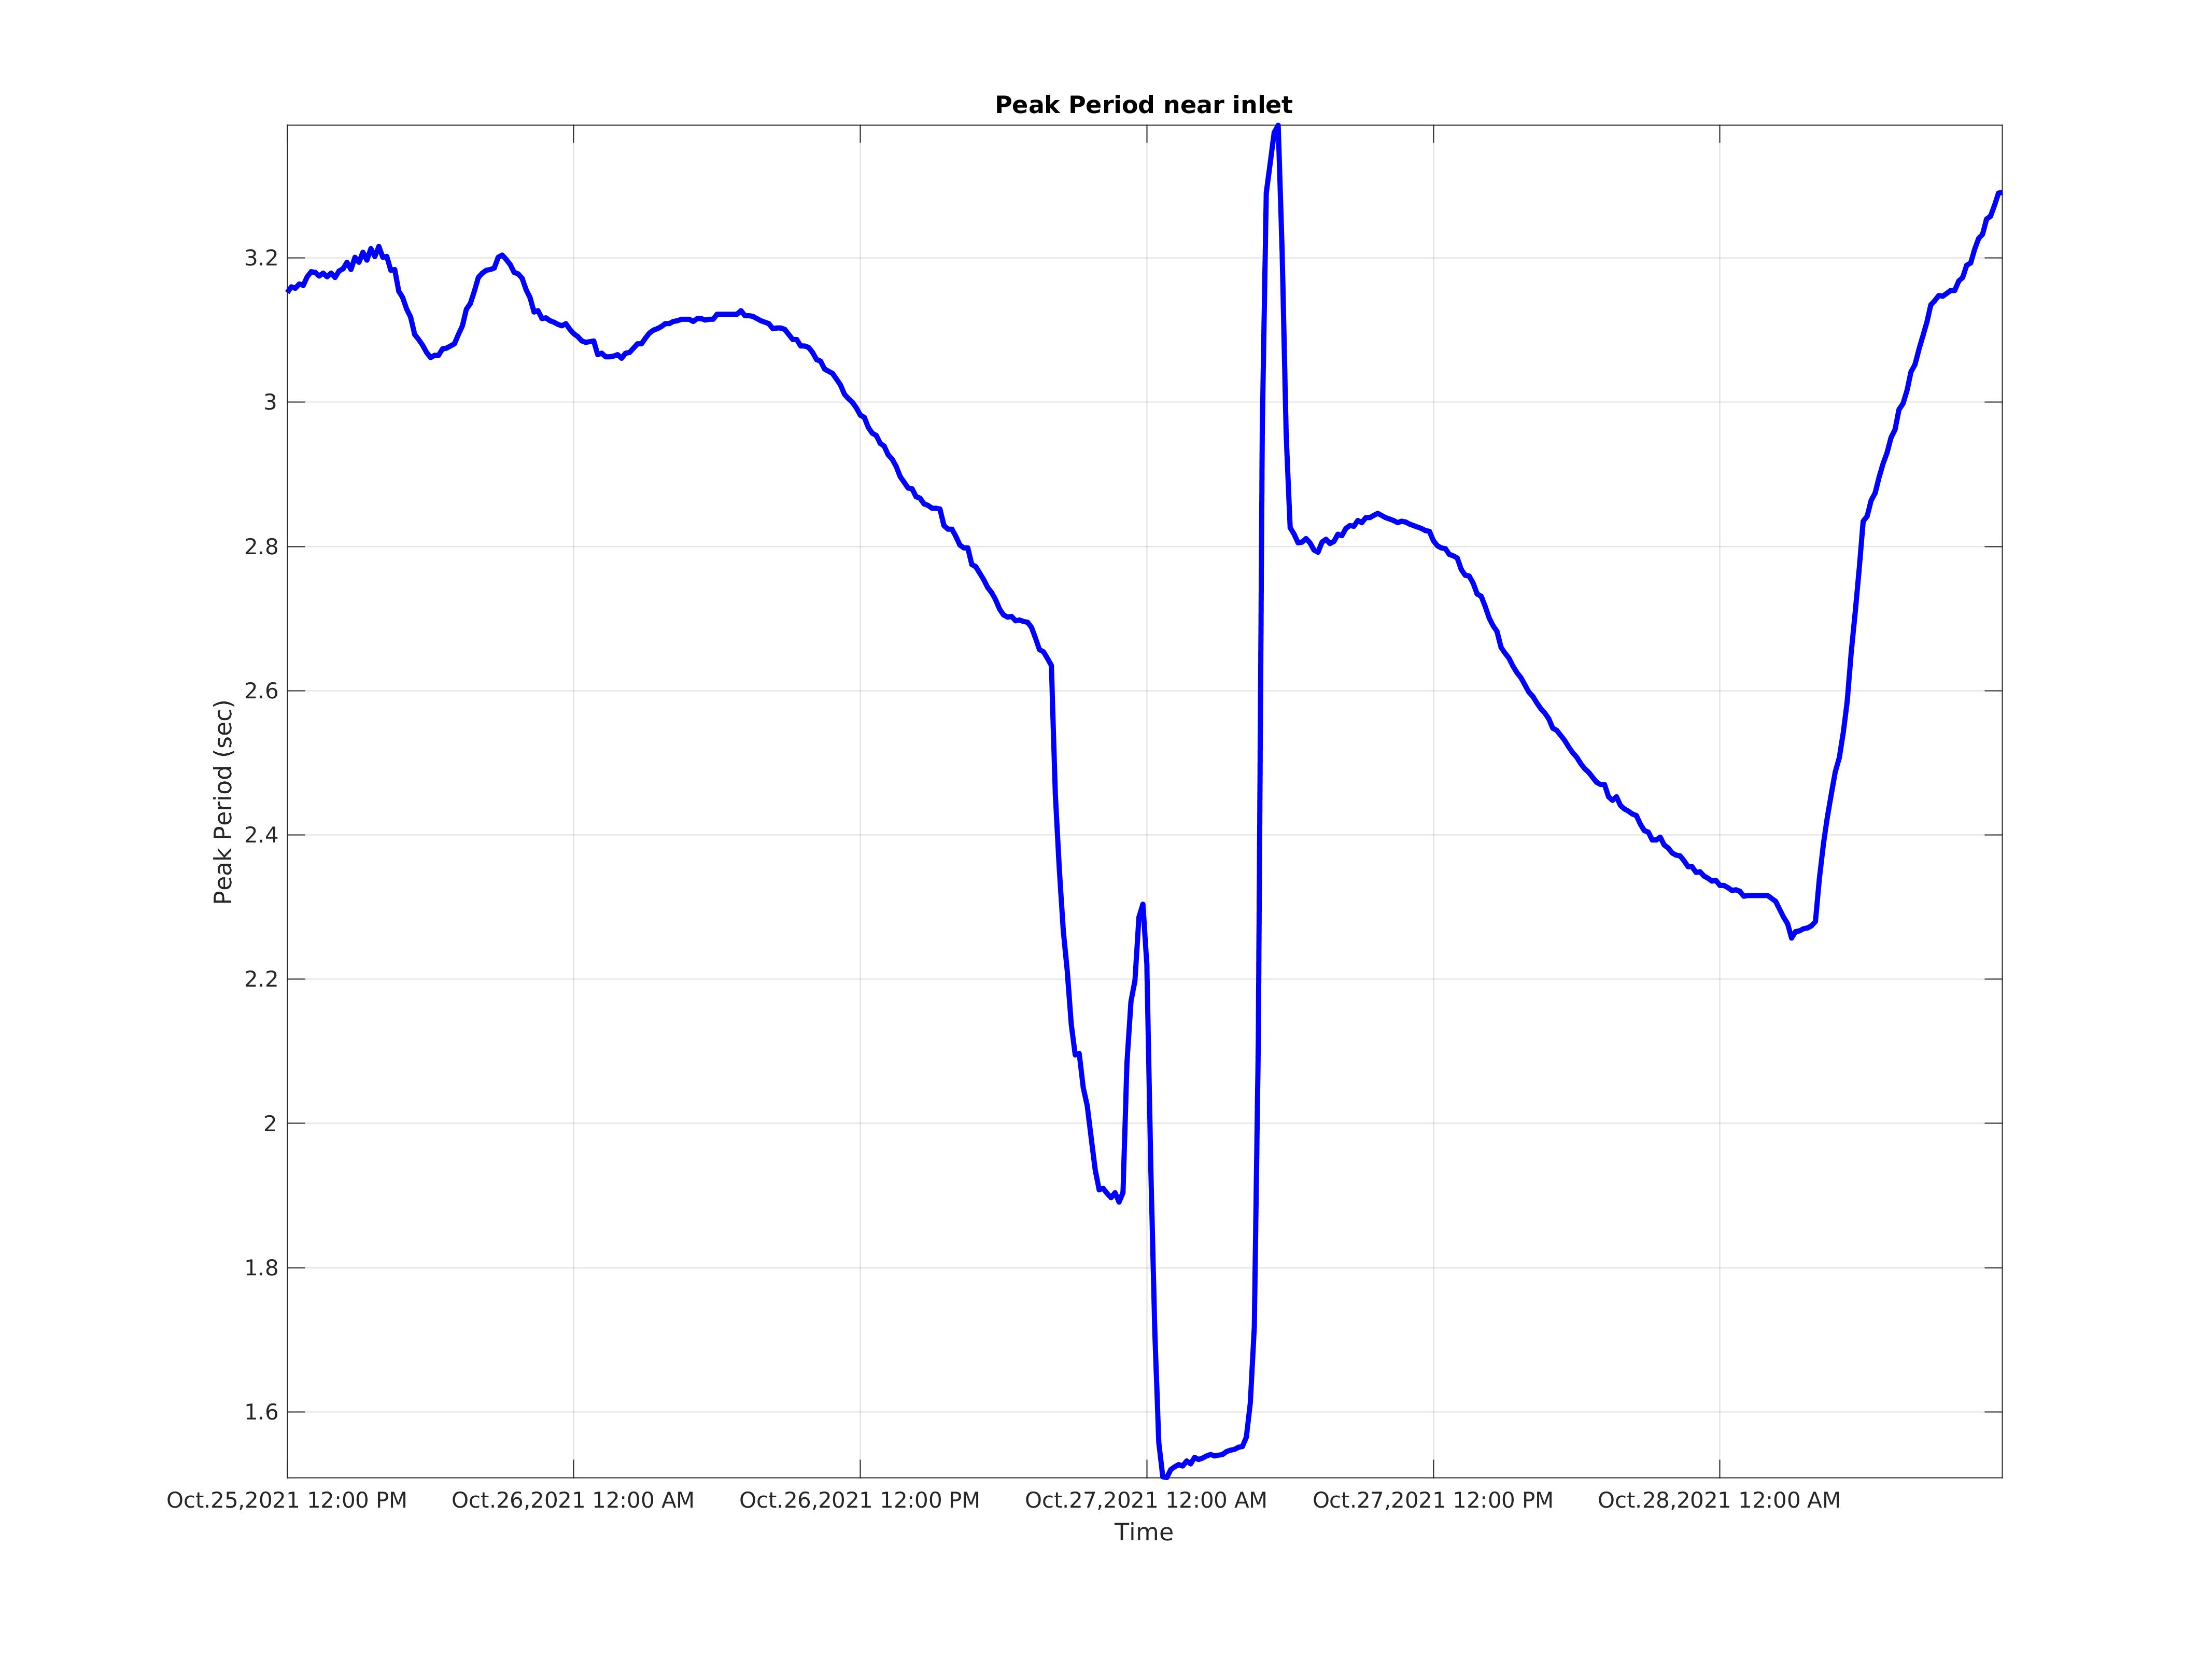 Peak Period near inlet
Peak Period (sec)
3.2
3
2.8
2.6
2.4
2.2
2
1.8
1.6
Oct.25,2021 12:00 PM
Oct.26,2021 12:00 AM
Oct.26,2021 12:00 PM
Oct.27,2021 12:00 AM
Oct.27,2021 12:00 PM
Oct.28,2021 12:00 AM
Time